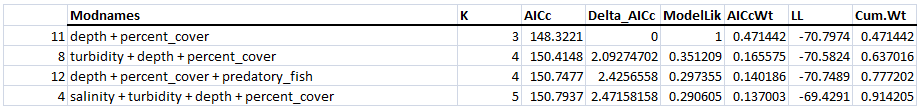 Modnames K AICc Delta_AICc ModelLik AICcWt LL Cum.Wt
11 depth + percent_cover 3 148.3221 0 1 0.471442 -70.7974 0.471442
8 turbidity + depth + percent_cover 4 150.4148 2.09274702 0.351209 0.165575 -70.5824 0.637016
12 depth + percent_cover + predatory_fish 4 150.7477 2.4256558 0.297355 0.140186 -70.7489 0.777202
4 salinity + turbidity + depth + percent_cover 5 150.7937 2.47158158 0.290605 0.137003 -69.4291 0.914205